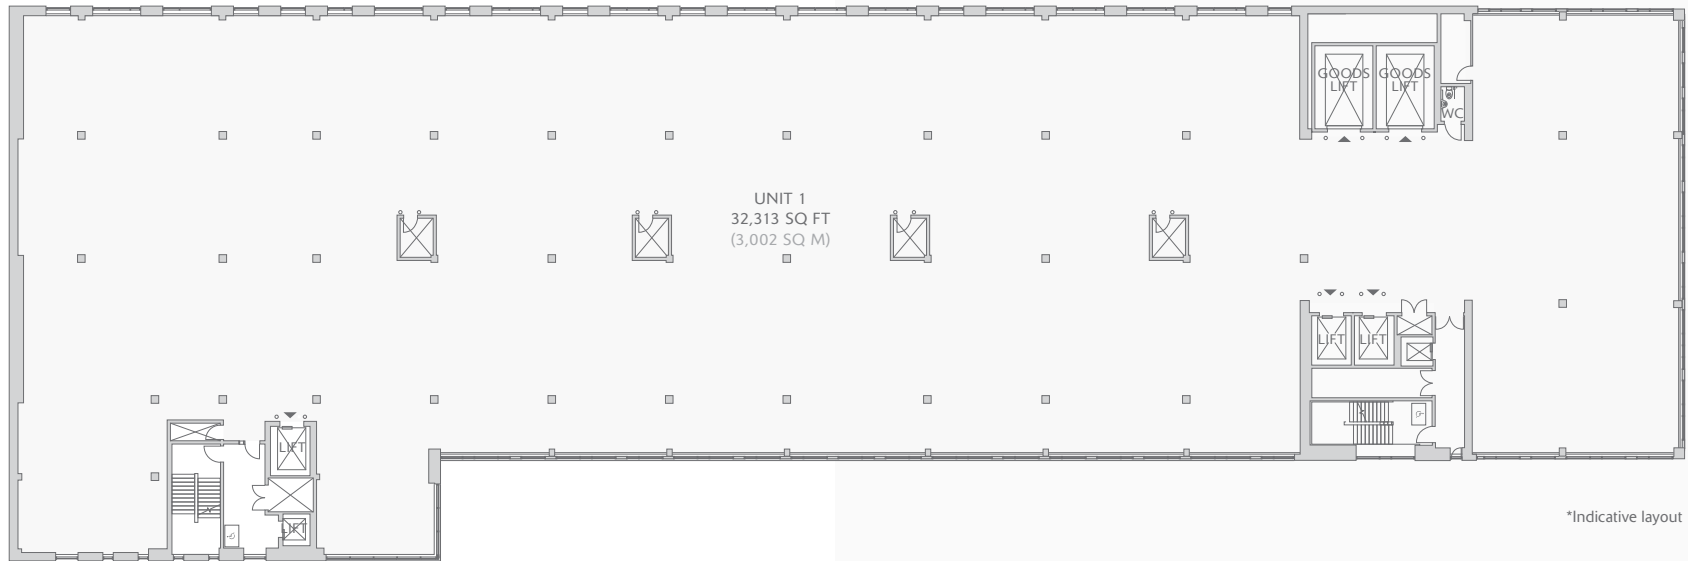 GOODS
LIFT
GOODS
LIFT
WC
UNIT 1
32,313 SQ FT
(3,002 SQ M)
LIFT
LIFT
LIFT
LIFT
*Indicative layout